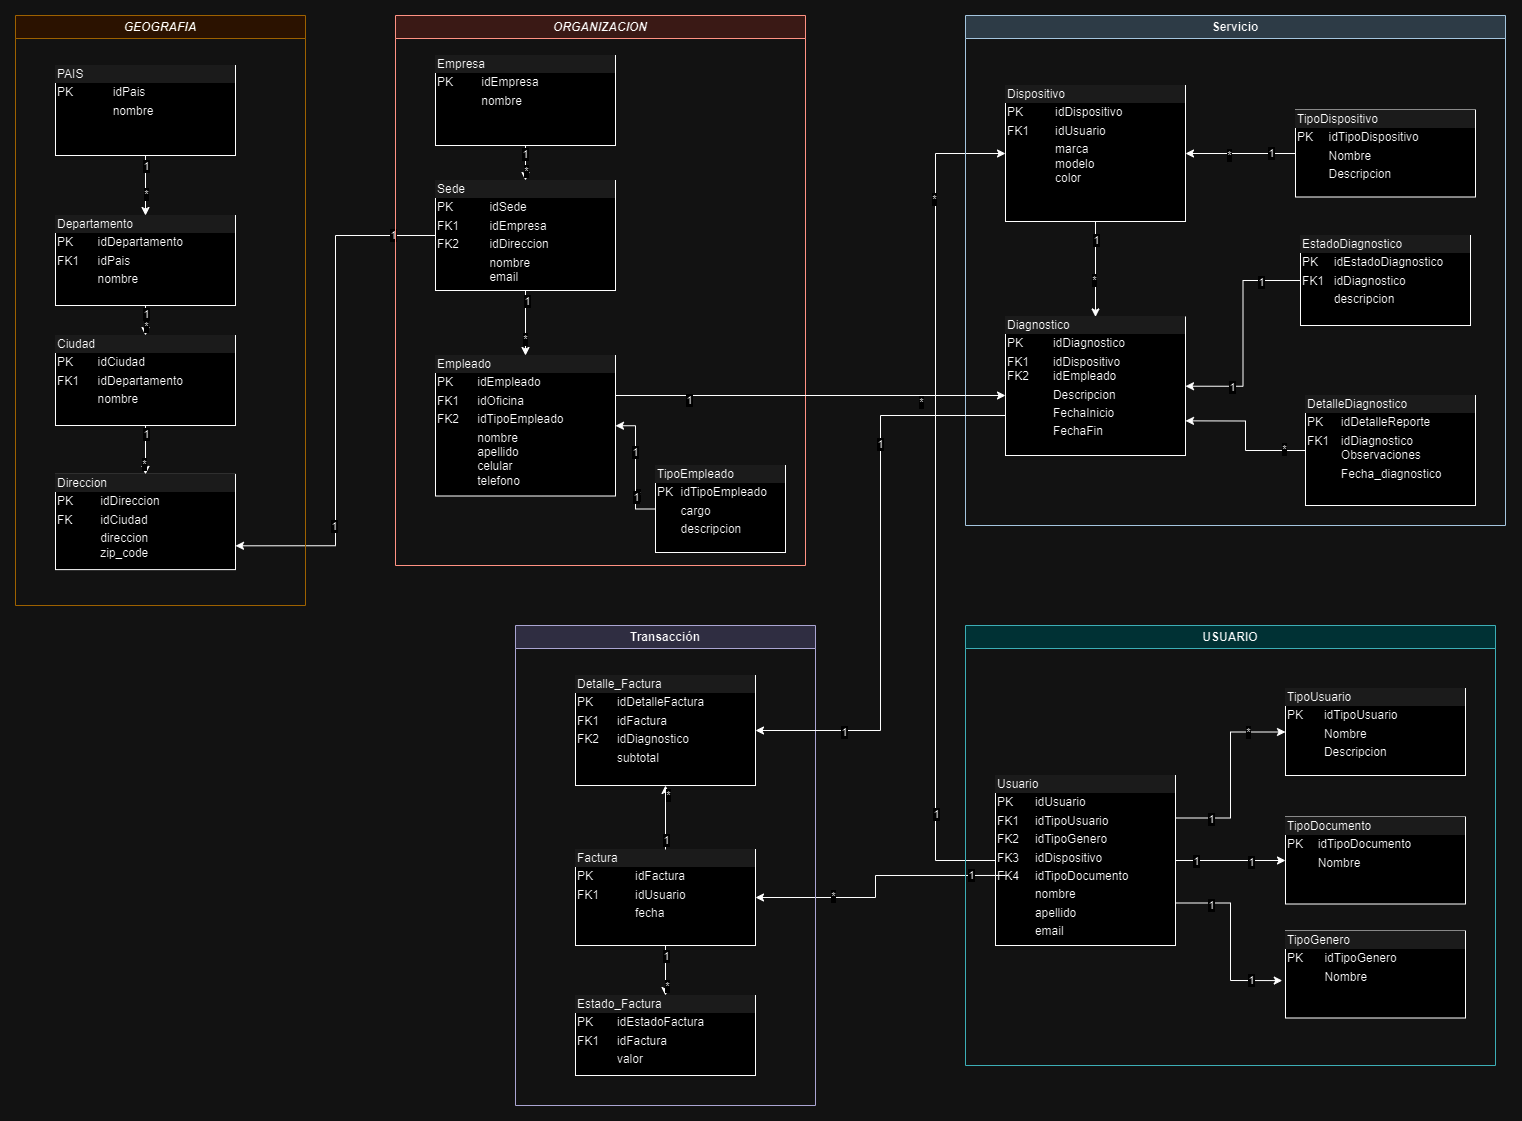 GEOGRAFIA
PAIS
PK idPais
nombre
1
*
Departamento
PK idDepartamento
FK1 idPais
nombre
1
*
Ciudad
PK idCiudad
FK1 idDepartamento
nombre
1
*
Direccion
PK idDireccion
FK idCiudad
direccion
zip_code
ORGANIZACION
Empresa
PK idEmpresa
nombre
1
*
Sede
PK idSede
FK1 idEmpresa
FK2 idDireccion
nombre
email
1
1
1
*
Empleado
PK idEmpleado
FK1 idOficina
FK2 idTipoEmpleado
nombre
apellido
celular
telefono
1
*
1
1
TipoEmpleado
PK idTipoEmpleado
cargo
descripcion
Servicio
Dispositivo
PK idDispositivo
FK1 idUsuario
marca
modelo
color
* 1
TipoDispositivo
PK idTipoDispositivo
Nombre
Descripcion
1
*
Diagnostico
PK idDiagnostico
FK1 idDispositivo
FK2 idEmpleado
Descripcion
FechaInicio
FechaFin
EstadoDiagnostico
PK idEstadoDiagnostico
FK1 idDiagnostico
descripcion
1
1
DetalleDiagnostico
PK idDetalleReporte
FK1 idDiagnostico
Observaciones
Fecha_diagnostico
*
Transacción
Detalle_Factura
PK idDetalleFactura
FK1 idFactura
FK2 idDiagnostico
subtotal
1
1
*
1
Factura
PK idFactura
FK1 idUsuario
fecha
1
*
Estado_Factura
PK idEstadoFactura
FK1 idFactura
valor
USUARIO
Usuario
PK idUsuario
FK1 idTipoUsuario
FK2 idTipoGenero
FK3 idDispositivo
FK4 idTipoDocumento
nombre
apellido
email
*
1
* 1
1 *
TipoUsuario
PK idTipoUsuario
Nombre
Descripcion
1 1
TipoDocumento
PK idTipoDocumento
Nombre
1 1
TipoGenero
PK idTipoGenero
Nombre